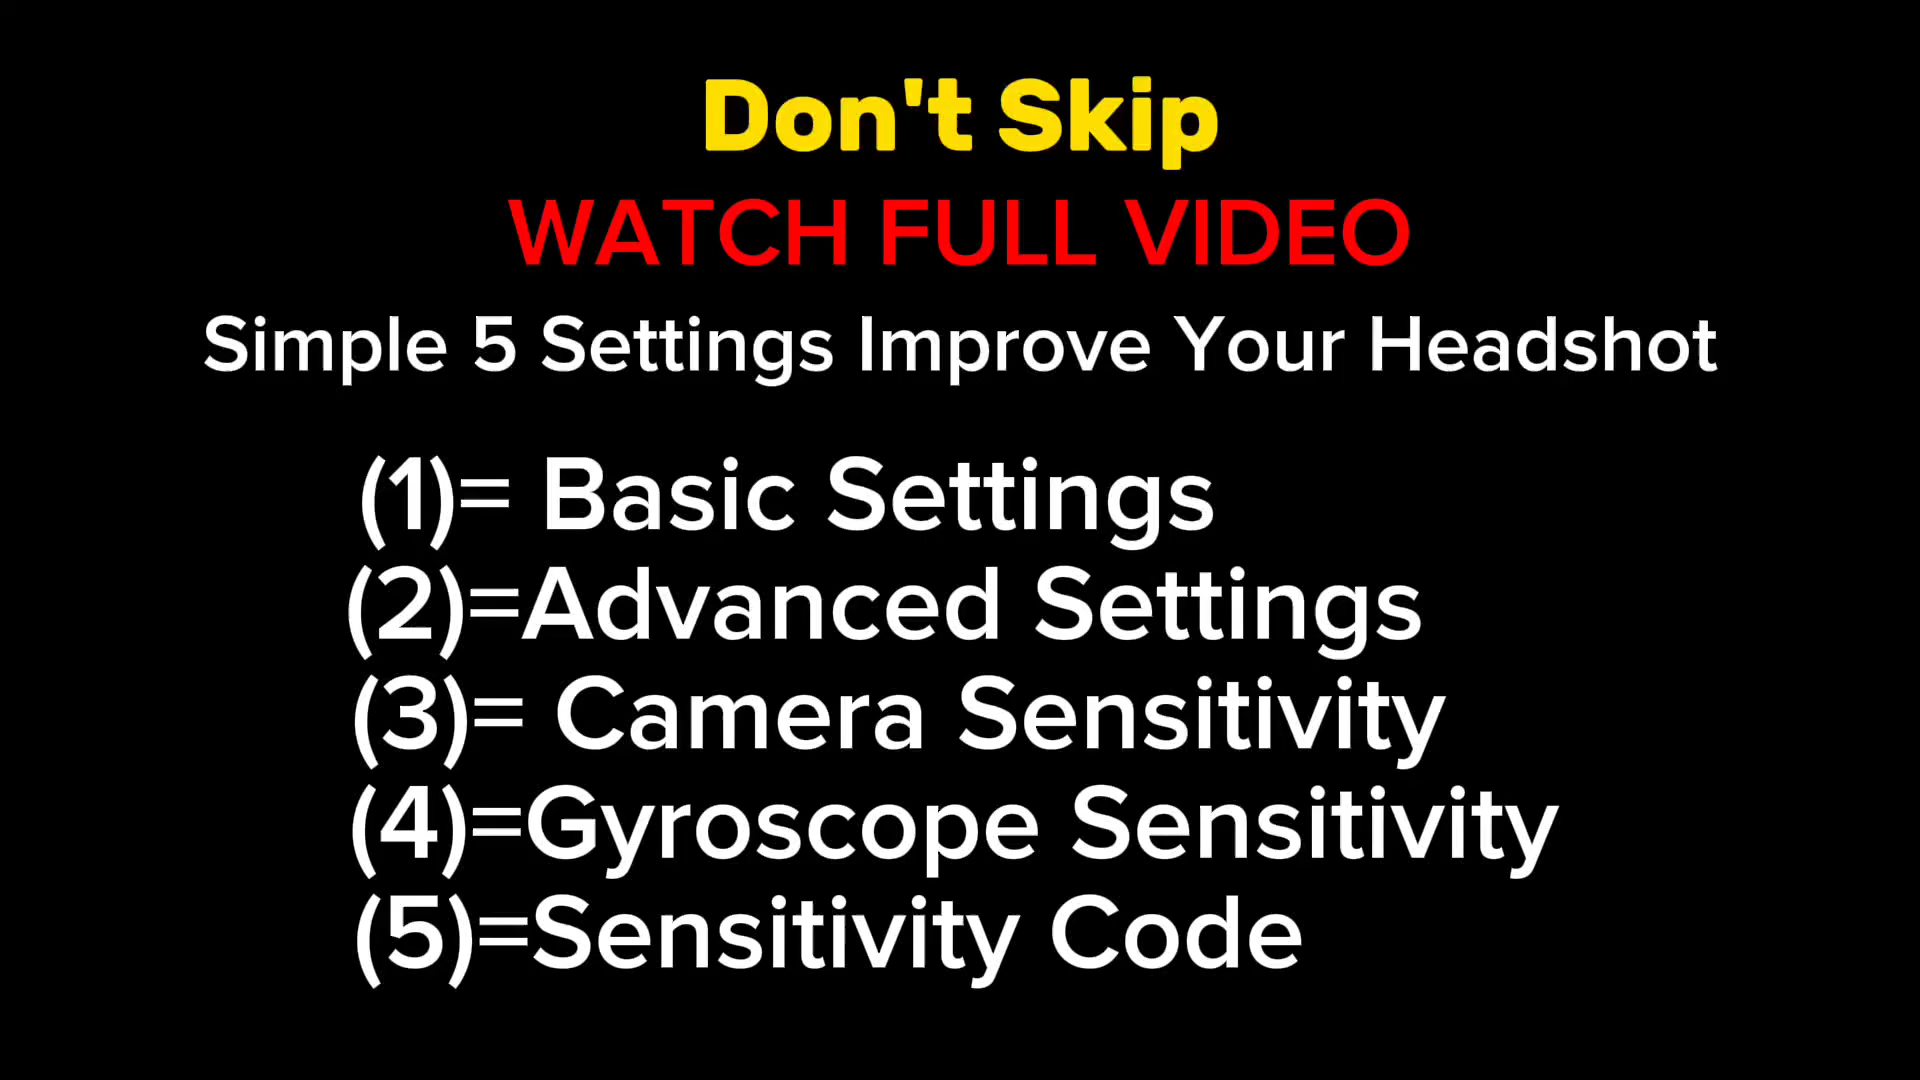 Don't Skip
WATCH FULL VIDEO
Simple 5 Settings Improve Your Headshot
(1)= Basic Settings
(2)=Advanced Settings
(3)= Camera Sensitivity
(4)=Gyroscope Sensitivity
(5)=Sensitivity Code